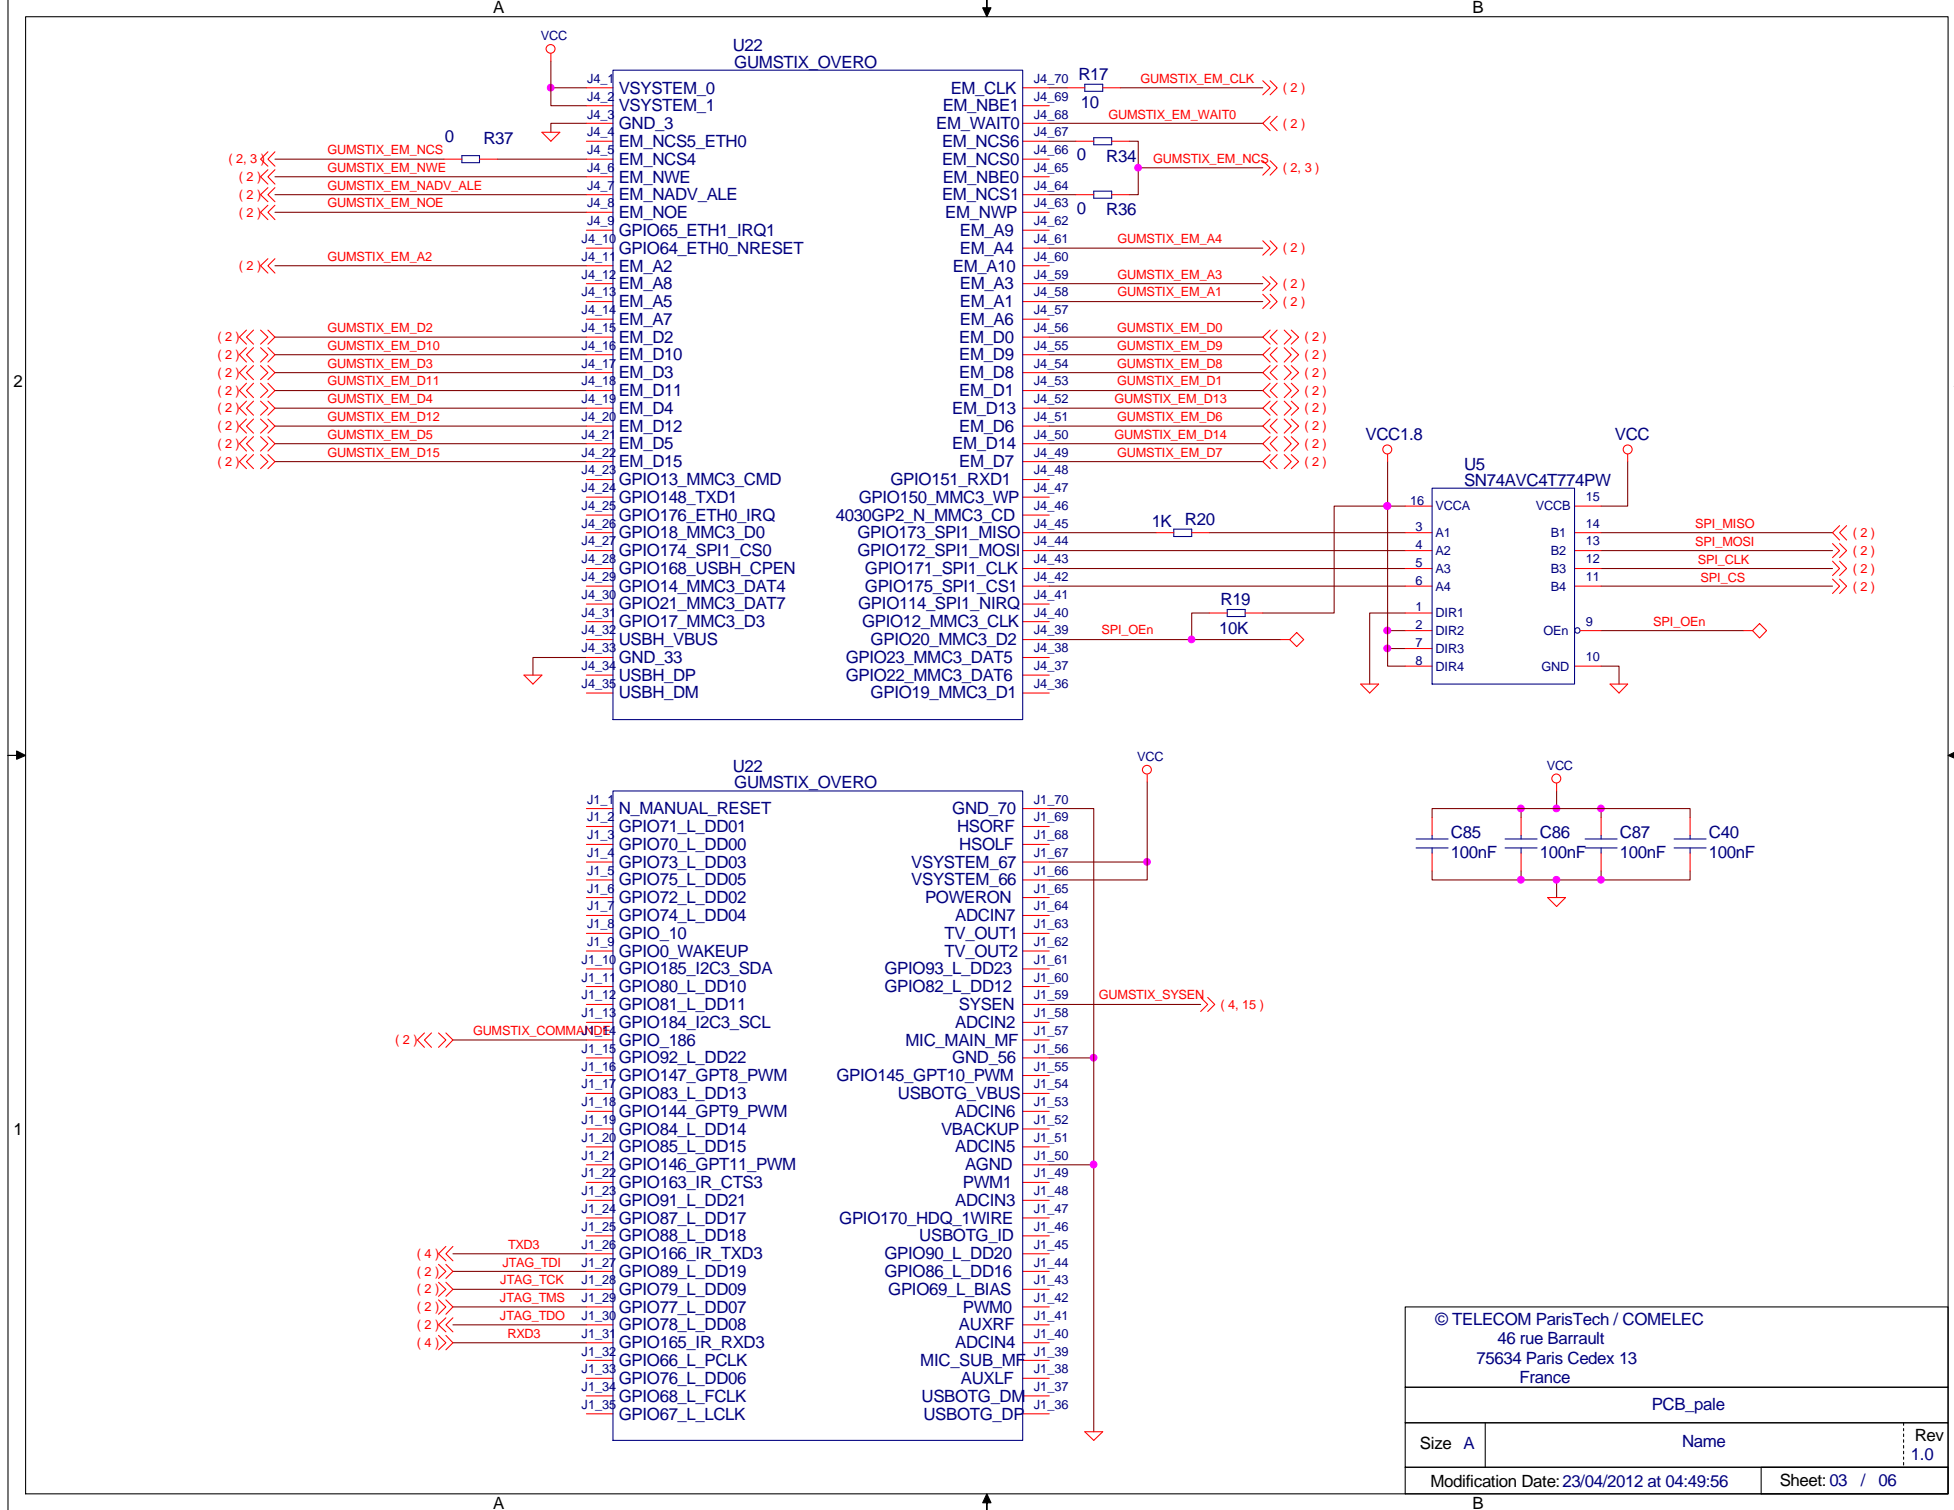 A B
VCC
U22
GUMSTIX_OVERO
J4_1 VSYSTEM_0
J4_2 VSYSTEM_1
J4_3 GND_3
J4_4 EM_NCS5_ETH0
(2,3) GUMSTIX_EM_NCS 0 R37 J4_5 EM_NCS4
(2) GUMSTIX_EM_NWE J4_6 EM_NWE
(2) GUMSTIX_EM_NADV_ALE J4_7 EM_NADV_ALE
(2) GUMSTIX_EM_NOE J4_8 EM_NOE
J4_9 GPIO65_ETH1_IRQ1
J4_10 GPIO64_ETH0_NRESET
(2) GUMSTIX_EM_A2 J4_11 EM_A2
J4_12 EM_A8
J4_13 EM_A5
J4_14 EM_A7
(2) GUMSTIX_EM_D2 J4_15 EM_D2
(2) GUMSTIX_EM_D10 J4_16 EM_D10
(2) GUMSTIX_EM_D3 J4_17 EM_D3
(2) GUMSTIX_EM_D11 J4_18 EM_D11
(2) GUMSTIX_EM_D4 J4_19 EM_D4
(2) GUMSTIX_EM_D12 J4_20 EM_D12
(2) GUMSTIX_EM_D5 J4_21 EM_D5
(2) GUMSTIX_EM_D15 J4_22 EM_D15
J4_23 GPIO13_MMC3_CMD
J4_24 GPIO148_TXD1
J4_25 GPIO176_ETH0_IRQ
J4_26 GPIO18_MMC3_D0
J4_27 GPIO174_SPI1_CS0
J4_28 GPIO168_USBH_CPEN
J4_29 GPIO14_MMC3_DAT4
J4_30 GPIO21_MMC3_DAT7
J4_31 GPIO17_MMC3_D3
J4_32 USBH_VBUS
J4_33 GND_33
J4_34 USBH_DP
J4_35 USBH_DM
EM_CLK J4_70 R17 10 GUMSTIX_EM_CLK (2)
EM_NBE1 J4_69
EM_WAIT0 J4_68 GUMSTIX_EM_WAIT0 (2)
EM_NCS6 J4_67 0 R34
EM_NCS0 J4_66 GUMSTIX_EM_NCS (2,3)
EM_NBE0 J4_65
EM_NCS1 J4_64 0 R36
EM_NWP J4_63
EM_A9 J4_62
EM_A4 J4_61 GUMSTIX_EM_A4 (2)
EM_A10 J4_60
EM_A3 J4_59 GUMSTIX_EM_A3 (2)
EM_A1 J4_58 GUMSTIX_EM_A1 (2)
EM_A6 J4_57
EM_D0 J4_56 GUMSTIX_EM_D0 (2)
EM_D9 J4_55 GUMSTIX_EM_D9 (2)
EM_D8 J4_54 GUMSTIX_EM_D8 (2)
EM_D1 J4_53 GUMSTIX_EM_D1 (2)
EM_D13 J4_52 GUMSTIX_EM_D13 (2)
EM_D6 J4_51 GUMSTIX_EM_D6 (2)
EM_D14 J4_50 GUMSTIX_EM_D14 (2)
EM_D7 J4_49 GUMSTIX_EM_D7 (2)
GPIO151_RXD1 J4_48
GPIO150_MMC3_WP J4_47
4030GP2_N_MMC3_CD J4_46
GPIO173_SPI1_MISO J4_45 1K R20
GPIO172_SPI1_MOSI J4_44
GPIO171_SPI1_CLK J4_43
GPIO175_SPI1_CS1 J4_42
GPIO114_SPI1_NIRQ J4_41
GPIO12_MMC3_CLK J4_40 R19 10K
GPIO20_MMC3_D2 J4_39 SPI_OEn
GPIO23_MMC3_DAT5 J4_38
GPIO22_MMC3_DAT6 J4_37
GPIO19_MMC3_D1 J4_36
VCC1.8 VCC
U5
SN74AVC4T774PW
16 VCCA VCCB 15
3 A1 B1 14 SPI_MISO (2)
4 A2 B2 13 SPI_MOSI (2)
5 A3 B3 12 SPI_CLK (2)
6 A4 B4 11 SPI_CS (2)
1 DIR1
2 DIR2 OEn 9 SPI_OEn
7 DIR3
8 DIR4 GND 10
2
U22
GUMSTIX_OVERO
J1_1 N_MANUAL_RESET
J1_2 GPIO71_L_DD01
J1_3 GPIO70_L_DD00
J1_4 GPIO73_L_DD03
J1_5 GPIO75_L_DD05
J1_6 GPIO72_L_DD02
J1_7 GPIO74_L_DD04
J1_8 GPIO_10
J1_9 GPIO0_WAKEUP
J1_10 GPIO185_I2C3_SDA
J1_11 GPIO80_L_DD10
J1_12 GPIO81_L_DD11
J1_13 GPIO184_I2C3_SCL
(2) GUMSTIX_COMMANDE J1_14 GPIO_186
J1_15 GPIO92_L_DD22
J1_16 GPIO147_GPT8_PWM
J1_17 GPIO83_L_DD13
J1_18 GPIO144_GPT9_PWM
J1_19 GPIO84_L_DD14
J1_20 GPIO85_L_DD15
J1_21 GPIO146_GPT11_PWM
J1_22 GPIO163_IR_CTS3
J1_23 GPIO91_L_DD21
J1_24 GPIO87_L_DD17
J1_25 GPIO88_L_DD18
(4) TXD3 J1_26 GPIO166_IR_TXD3
(2) JTAG_TDI J1_27 GPIO89_L_DD19
(2) JTAG_TCK J1_28 GPIO79_L_DD09
(2) JTAG_TMS J1_29 GPIO77_L_DD07
(2) JTAG_TDO J1_30 GPIO78_L_DD08
(4) RXD3 J1_31 GPIO165_IR_RXD3
J1_32 GPIO66_L_PCLK
J1_33 GPIO76_L_DD06
J1_34 GPIO68_L_FCLK
J1_35 GPIO67_L_LCLK
VCC
GND_70 J1_70
HSORF J1_69
HSOLF J1_68
VSYSTEM_67 J1_67
VSYSTEM_66 J1_66
POWERON J1_65
ADCIN7 J1_64
TV_OUT1 J1_63
TV_OUT2 J1_62
GPIO93_L_DD23 J1_61
GPIO82_L_DD12 J1_60
SYSEN J1_59 GUMSTIX_SYSEN (4,15)
ADCIN2 J1_58
MIC_MAIN_MF J1_57
GND_56 J1_56
GPIO145_GPT10_PWM J1_55
USBOTG_VBUS J1_54
ADCIN6 J1_53
VBACKUP J1_52
ADCIN5 J1_51
AGND J1_50
PWM1 J1_49
ADCIN3 J1_48
GPIO170_HDQ_1WIRE J1_47
USBOTG_ID J1_46
GPIO90_L_DD20 J1_45
GPIO86_L_DD16 J1_44
GPIO69_L_BIAS J1_43
PWM0 J1_42
AUXRF J1_41
ADCIN4 J1_40
MIC_SUB_MF J1_39
AUXLF J1_38
USBOTG_DM J1_37
USBOTG_DP J1_36
VCC
C85 C86 C87 C40
100nF 100nF 100nF 100nF
1
© TELECOM ParisTech / COMELEC
46 rue Barrault
75634 Paris Cedex 13
France
PCB_pale
Size A Name Rev
1.0
Modification Date: 23/04/2012 at 04:49:56 Sheet: 03 / 06
A B